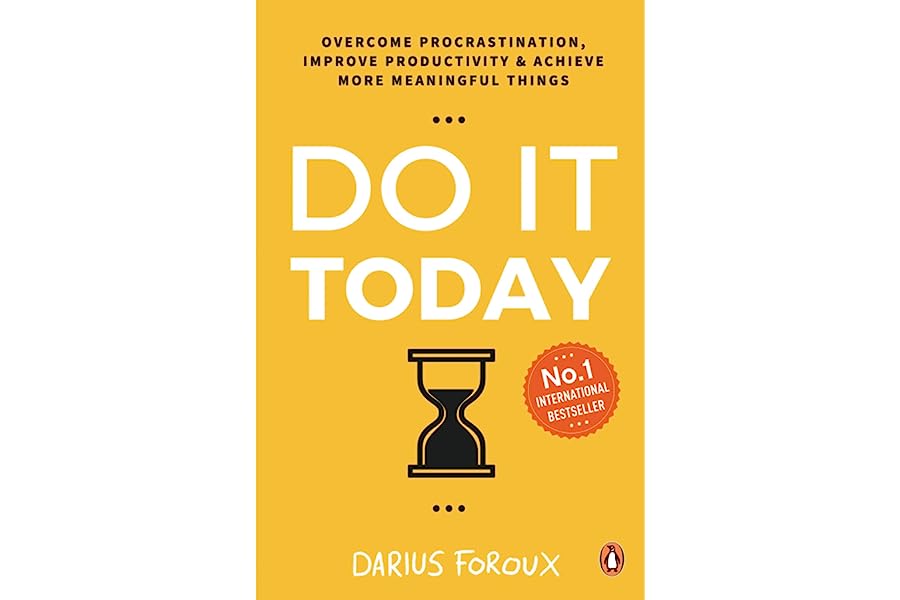 OVERCOME PROCRASTINATION,
IMPROVE PRODUCTIVITY & ACHIEVE
MORE MEANINGFUL THINGS
DO IT
TODAY
No.1
INTERNATIONAL
BESTSELLER
DARIUS FOROUX